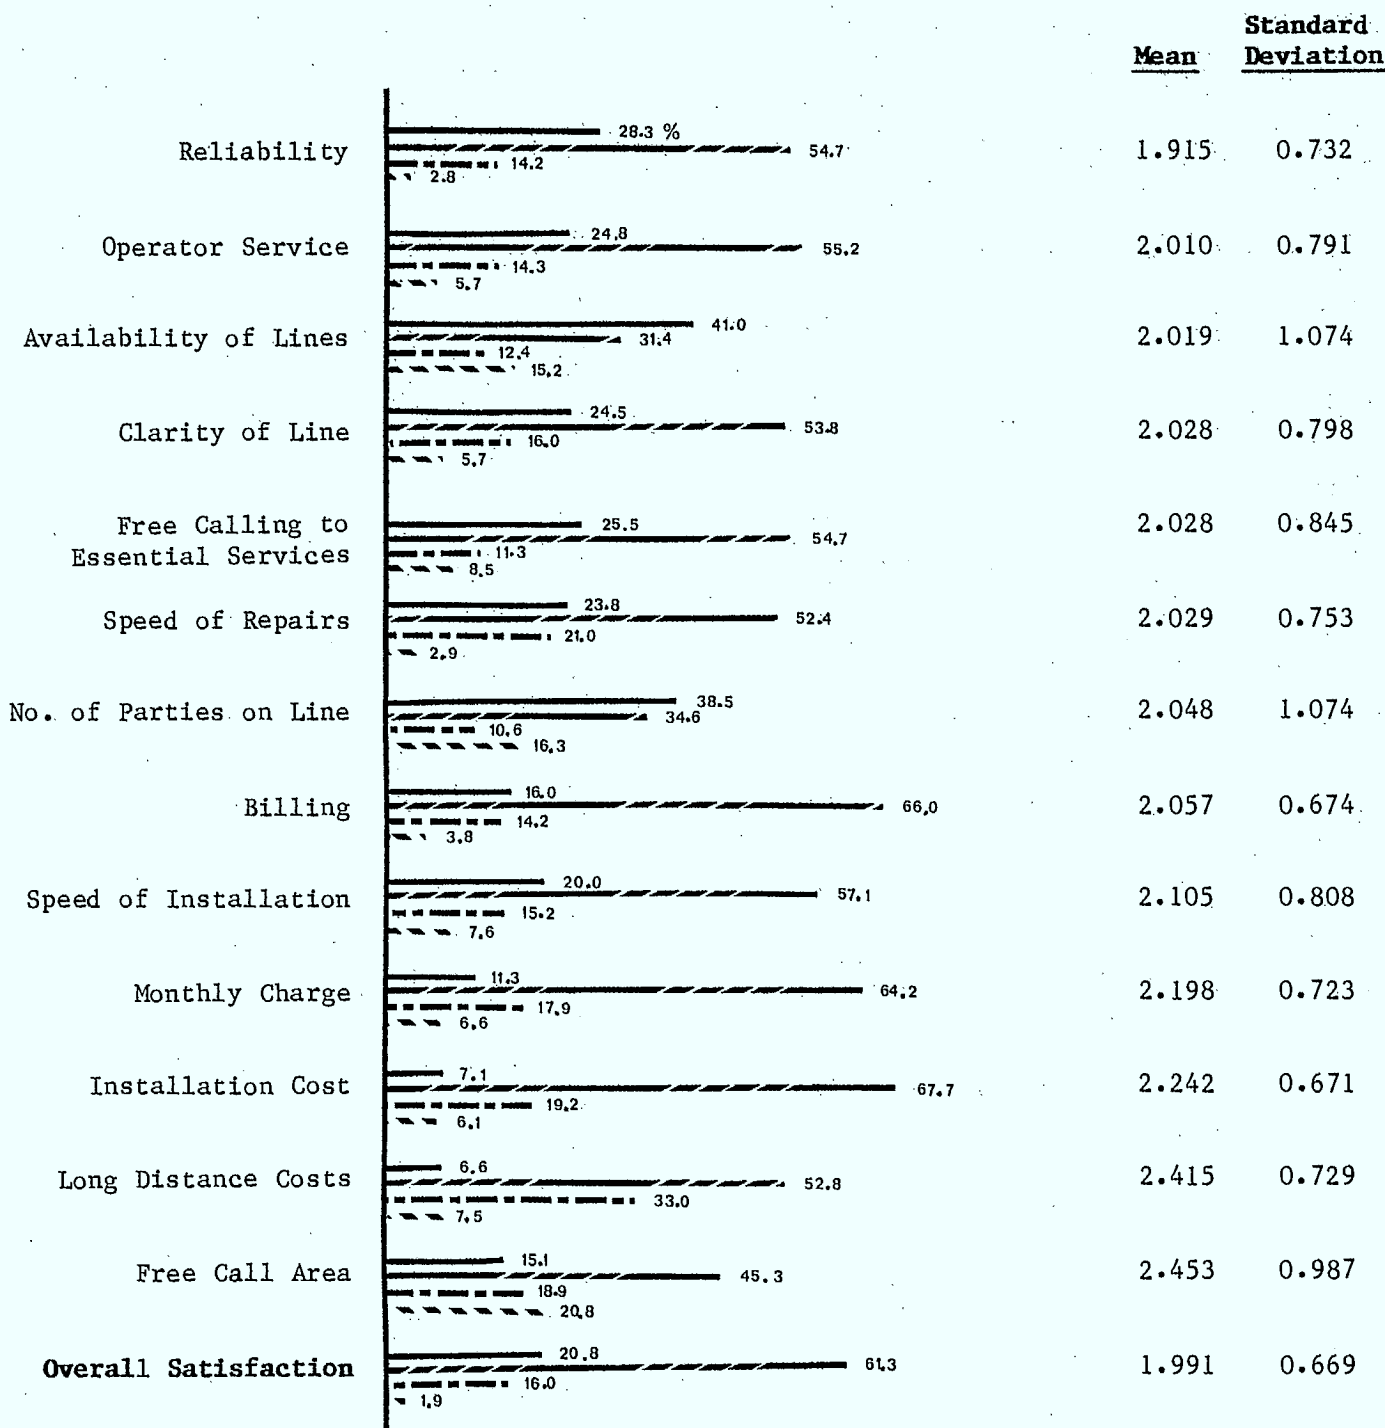 Standard
Mean Deviation
28.3 %
Reliability 54.7 1.915 0.732
14.2
2.8
24.8
Operator Service 55.2 2.010 0.791
14.3
5.7
41.0
Availability of Lines 31.4 2.019 1.074
12.4
15.2
24.5
Clarity of Line 53.8 2.028 0.798
16.0
5.7
Free Calling to 25.5 2.028 0.845
54.7
Essential Services 11.3
8.5
23.8
Speed of Repairs 52.4 2.029 0.753
21.0
2.9
38.5
No. of Parties on Line 34.6 2.048 1.074
10.6
16.3
16.0
Billing 66.0 2.057 0.674
14.2
3.8
20.0
Speed of Installation 57.1 2.105 0.808
15.2
7.6
11.3
Monthly Charge 64.2 2.198 0.723
17.9
6.6
7.1
Installation Cost 67.7 2.242 0.671
19.2
6.1
6.6
Long Distance Costs 52.8 2.415 0.729
33.0
7.5
15.1
Free Call Area 45.3 2.453 0.987
18.9
20.8
20.8
Overall Satisfaction 61.3 1.991 0.669
16.0
1.9